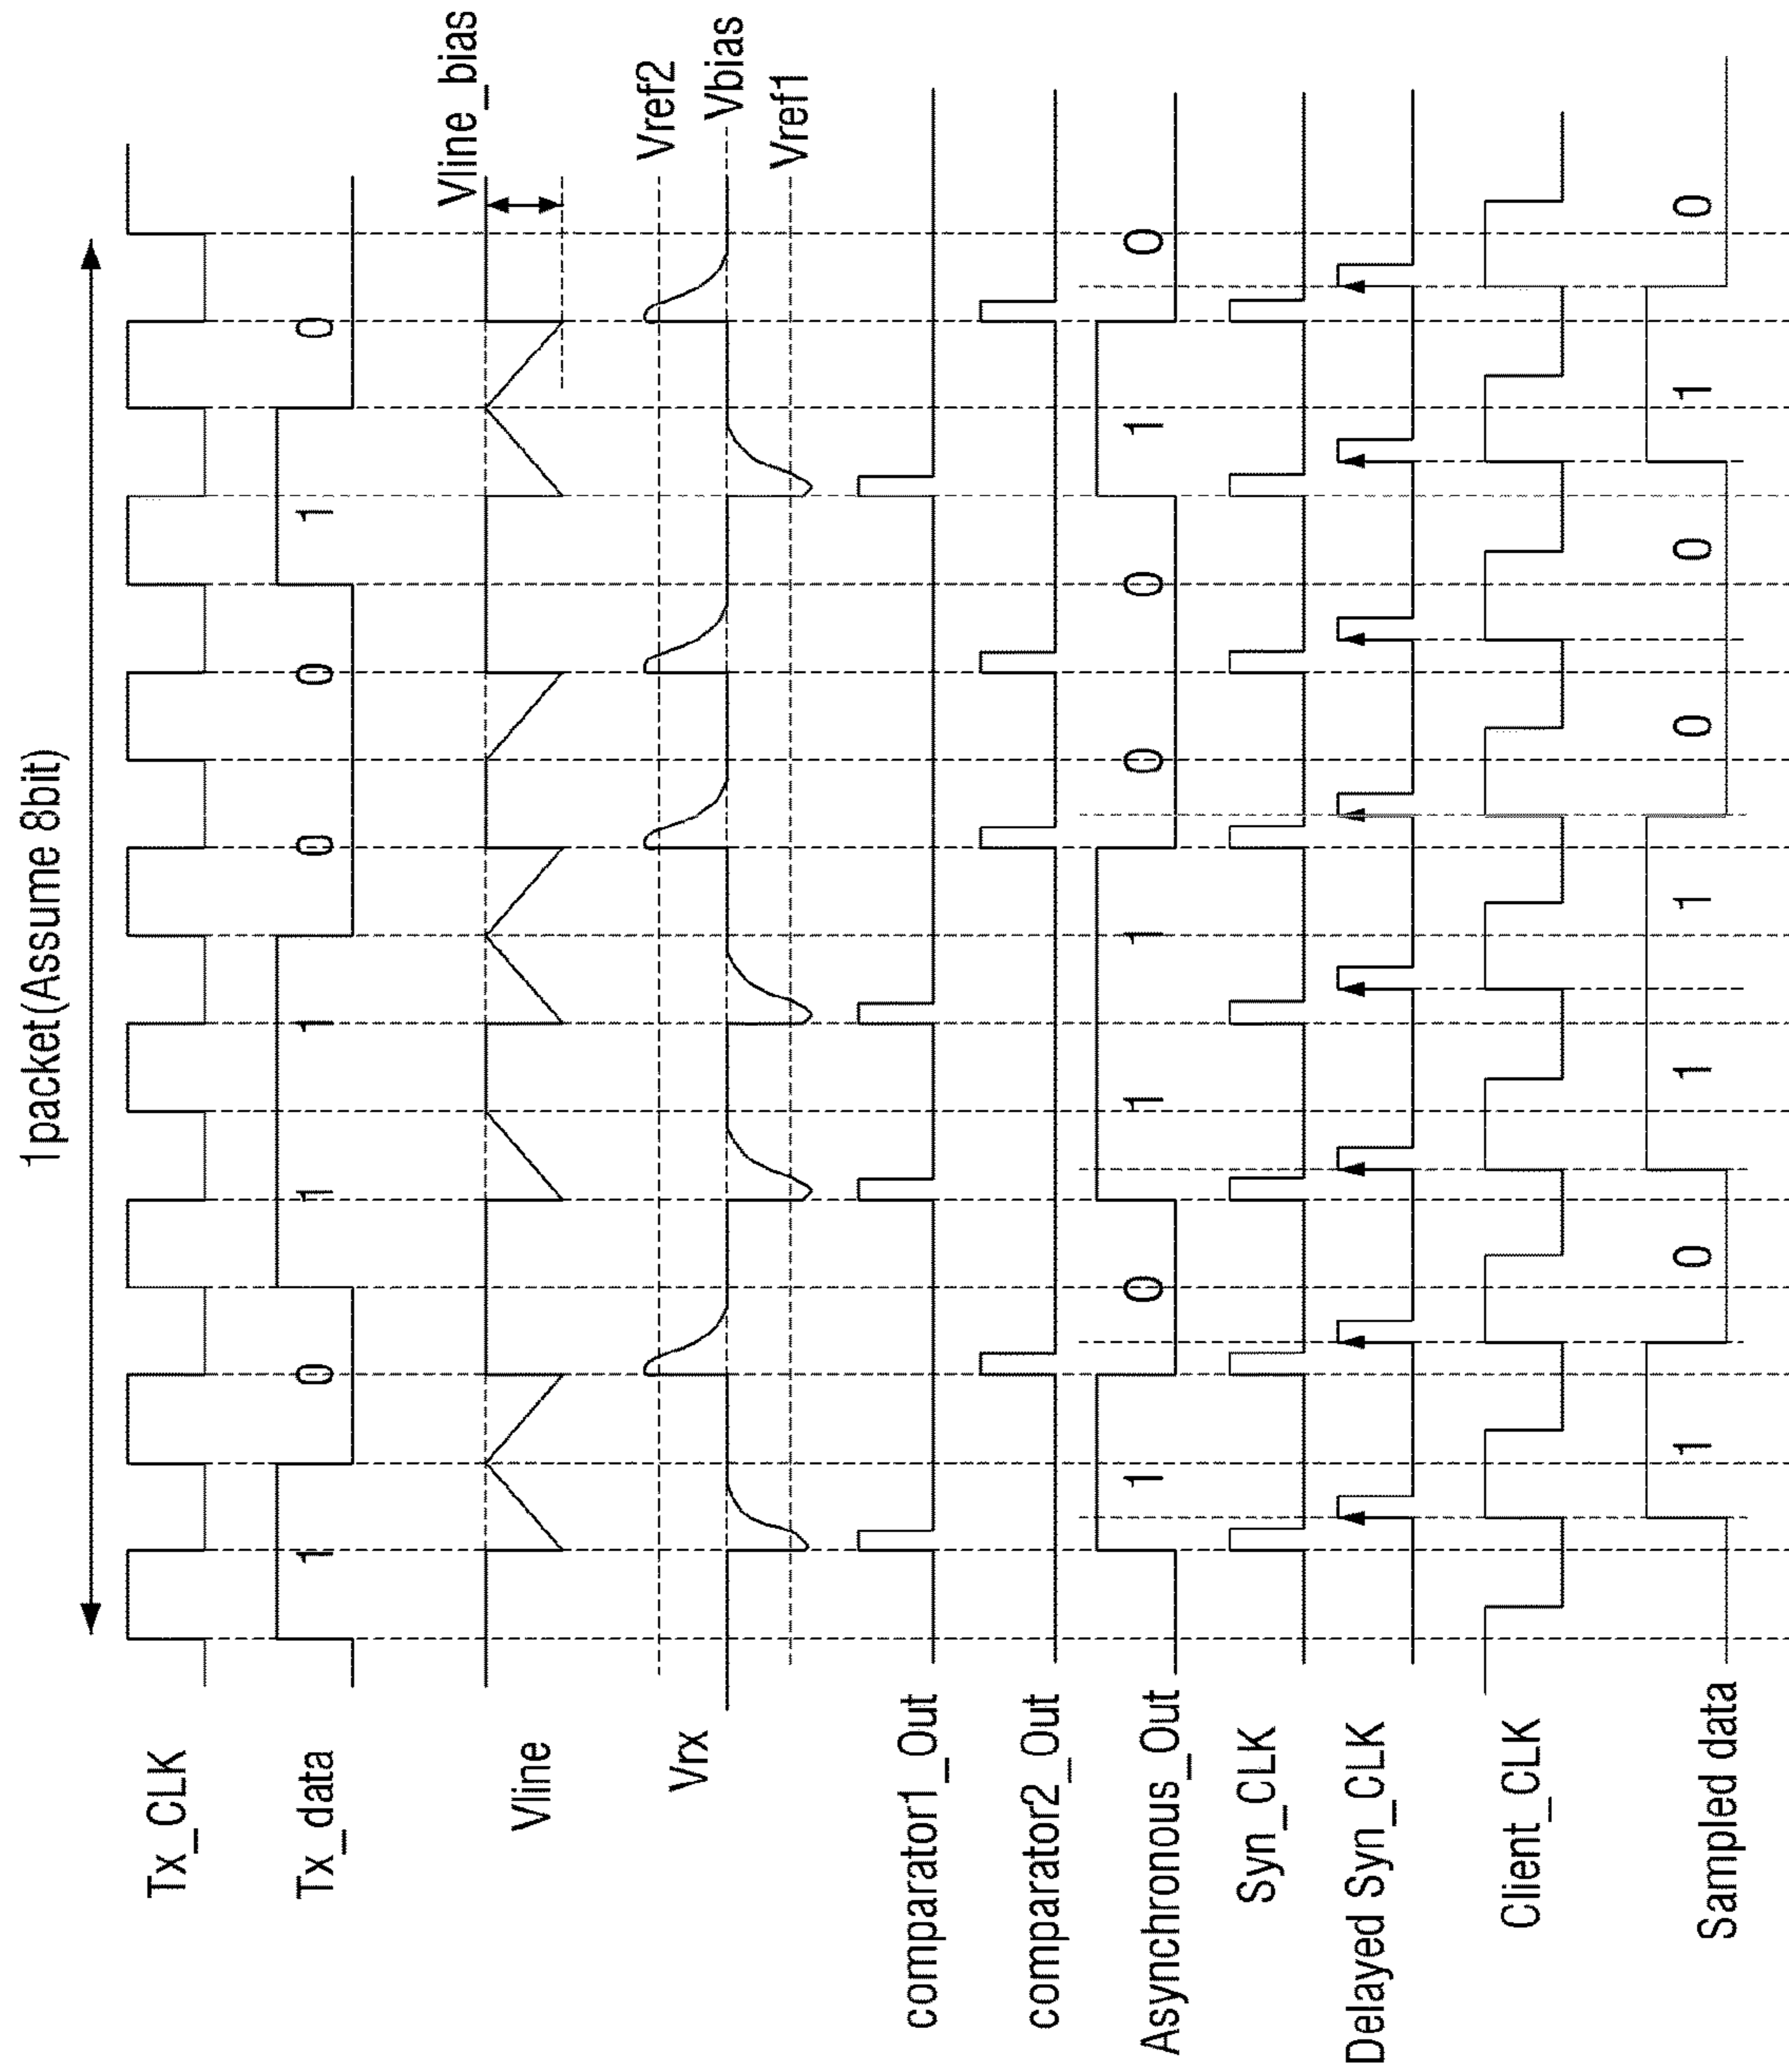 1packet(Assume 8bit)
Tx_CLK
Tx_data 1 0 1 1 0 0 1 0
Vline Vline_bias
Vrx Vref2
Vbias
Vref1
comparator1_Out
comparator2_Out
Asynchronous_Out 1 0 1 1 0 0 1 0
Syn_CLK
Delayed Syn_CLK
Client_CLK
Sampled data 1 0 1 1 0 0 1 0